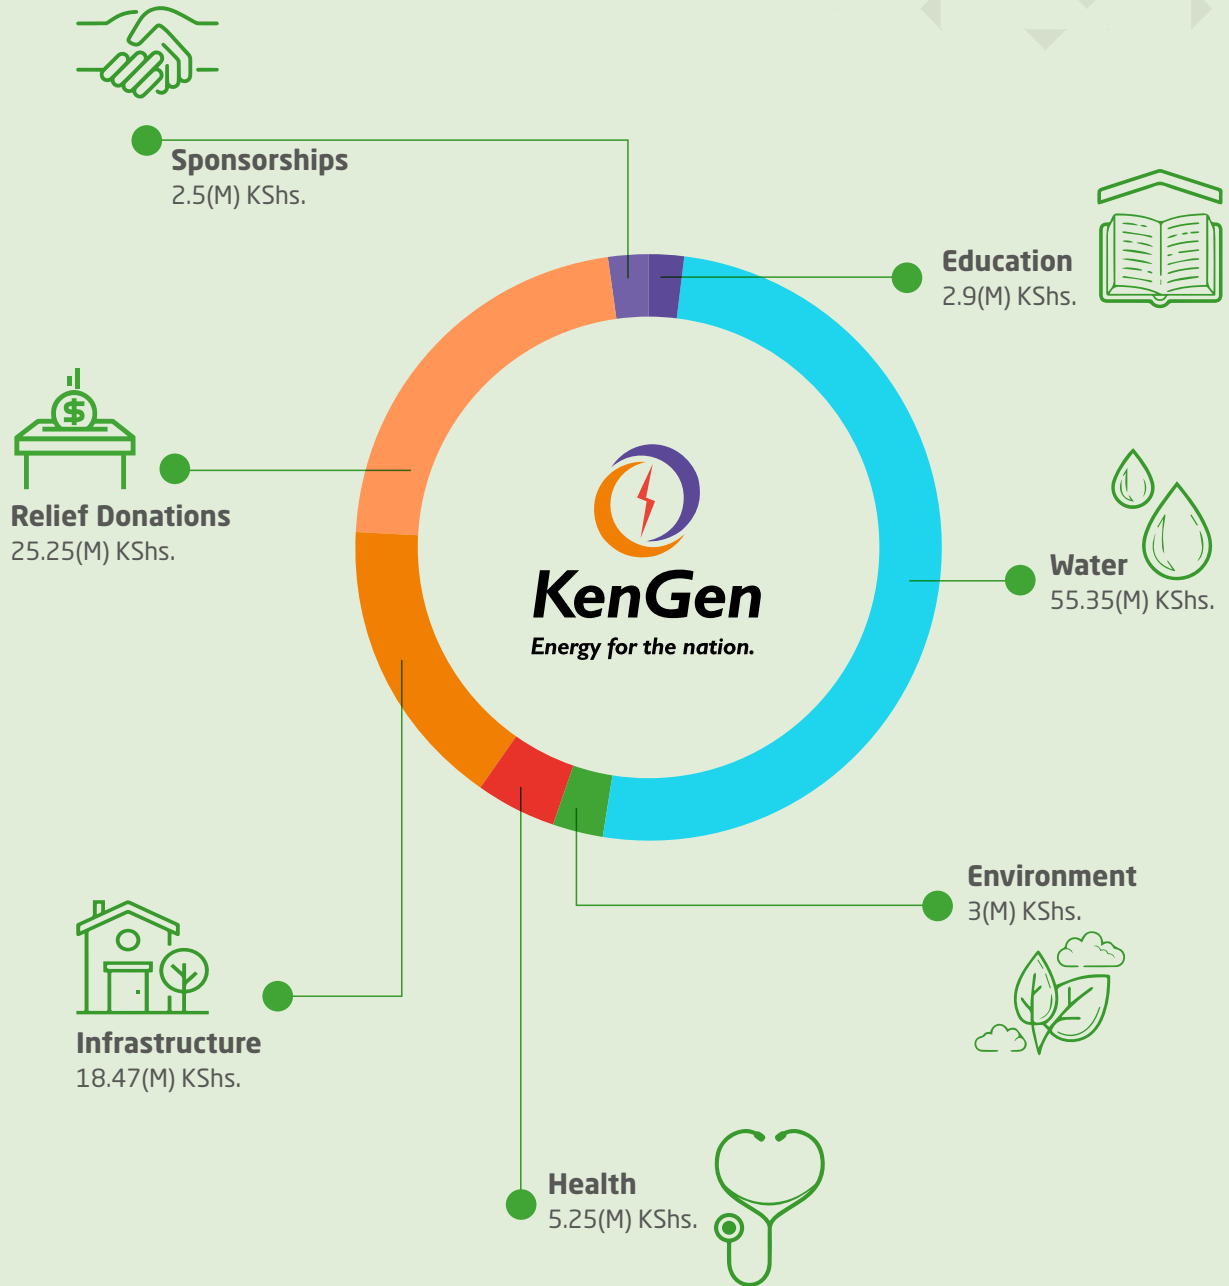 Sponsorships
2.5(M) KShs.
Education
2.9(M) KShs.
$
Relief Donations
25.25(M) KShs.
KenGen
Energy for the nation.
Water
55.35(M) KShs.
Environment
3(M) KShs.
Infrastructure
18.47(M) KShs.
Health
5.25(M) KShs.